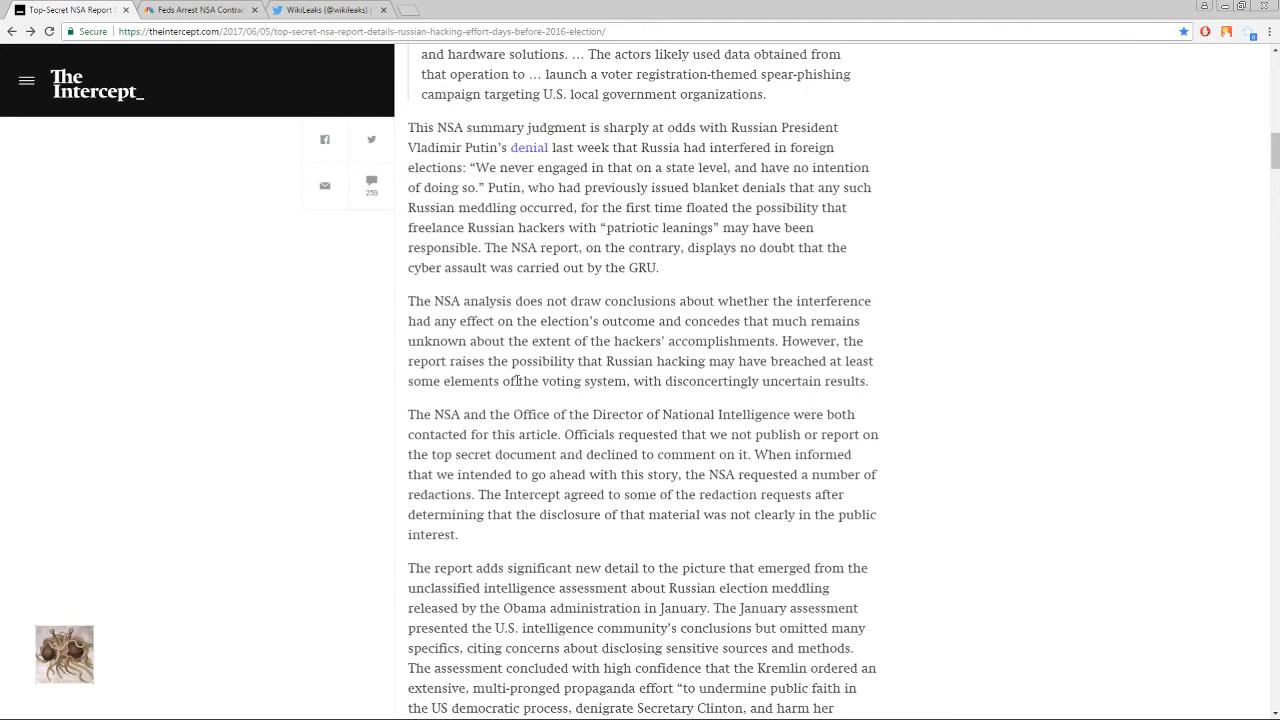 Top-Secret NSA Report D
Feds Arrest NSA Contrac
WikiLeaks (@wikileaks) |
Secure
https://theintercept.com/2017/06/05/top-secret-nsa-report-details-russian-hacking-effort-days-before-2016-election/
The
Intercept_
259
and hardware solutions. … The actors likely used data obtained from
that operation to … launch a voter registration-themed spear-phishing
campaign targeting U.S. local government organizations.
This NSA summary judgment is sharply at odds with Russian President
Vladimir Putin’s denial last week that Russia had interfered in foreign
elections: “We never engaged in that on a state level, and have no intention
of doing so.” Putin, who had previously issued blanket denials that any such
Russian meddling occurred, for the first time floated the possibility that
freelance Russian hackers with “patriotic leanings” may have been
responsible. The NSA report, on the contrary, displays no doubt that the
cyber assault was carried out by the GRU.
The NSA analysis does not draw conclusions about whether the interference
had any effect on the election’s outcome and concedes that much remains
unknown about the extent of the hackers’ accomplishments. However, the
report raises the possibility that Russian hacking may have breached at least
some elements of the voting system, with disconcertingly uncertain results.
The NSA and the Office of the Director of National Intelligence were both
contacted for this article. Officials requested that we not publish or report on
the top secret document and declined to comment on it. When informed
that we intended to go ahead with this story, the NSA requested a number of
redactions. The Intercept agreed to some of the redaction requests after
determining that the disclosure of that material was not clearly in the public
interest.
The report adds significant new detail to the picture that emerged from the
unclassified intelligence assessment about Russian election meddling
released by the Obama administration in January. The January assessment
presented the U.S. intelligence community’s conclusions but omitted many
specifics, citing concerns about disclosing sensitive sources and methods.
The assessment concluded with high confidence that the Kremlin ordered an
extensive, multi-pronged propaganda effort “to undermine public faith in
the US democratic process, denigrate Secretary Clinton, and harm her